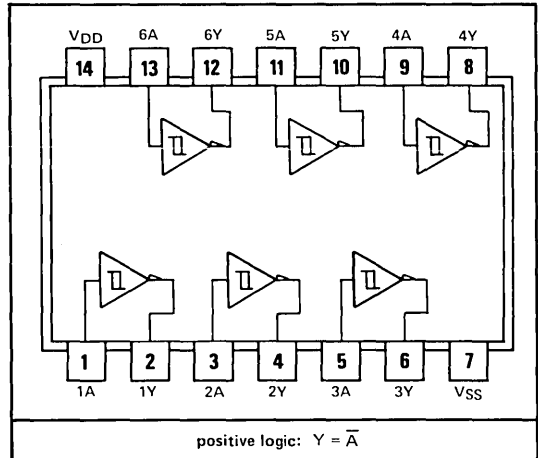 VDD 6A 6Y 5A 5Y 4A 4Y
14 13 12 11 10 9 8
1 2 3 4 5 6 7
1A 1Y 2A 2Y 3A 3Y VSS
positive logic: Y = A̅